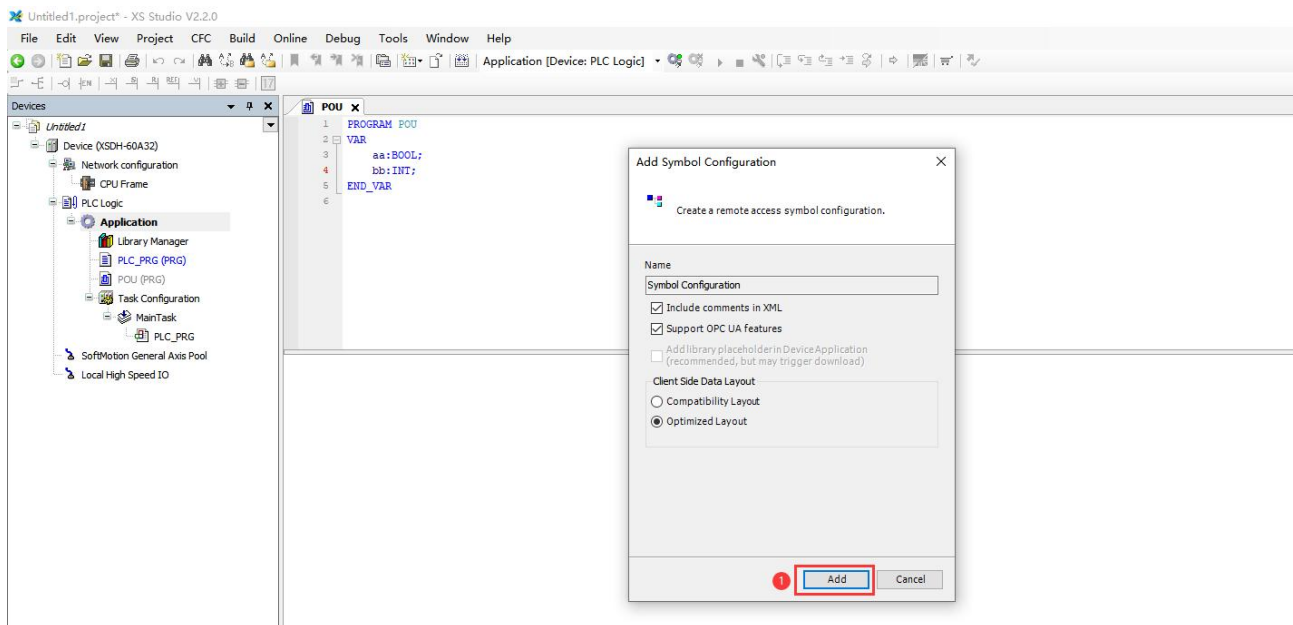 Untitled1.project* - XS Studio V2.2.0
File Edit View Project CFC Build Online Debug Tools Window Help
Application [Device: PLC Logic]
Devices
Untitled1
Device (XSDH-60A32)
Network configuration
CPU Frame
PLC Logic
Application
Library Manager
PLC_PRG (PRG)
POU (PRG)
Task Configuration
MainTask
PLC_PRG
SoftMotion General Axis Pool
Local High Speed IO
POU
1 PROGRAM POU
2 VAR
3 aa:BOOL;
4 bb:INT;
5 END_VAR
6
Add Symbol Configuration
Create a remote access symbol configuration.
Name
Symbol Configuration
Include comments in XML
Support OPC UA features
Add library placeholder in Device Application
(recommended, but may trigger download)
Client Side Data Layout
Compatibility Layout
Optimized Layout
1 Add Cancel